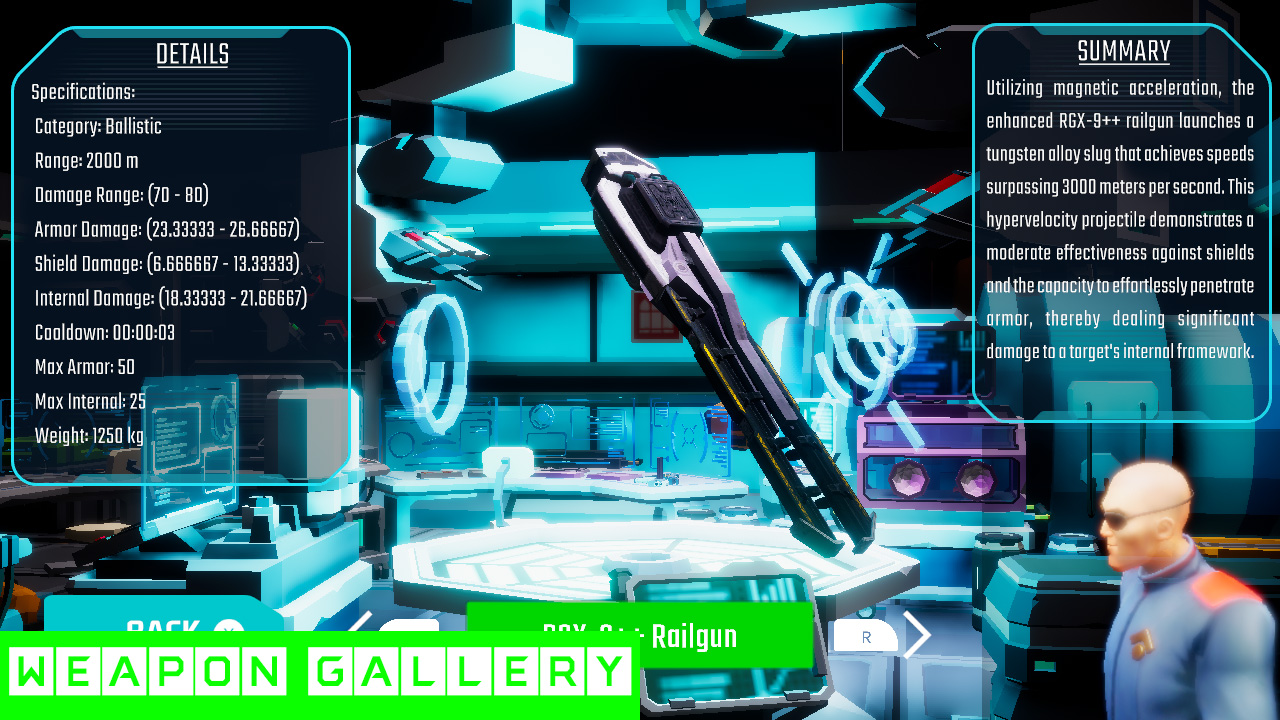 DETAILS
Specifications:
Category: Ballistic
Range: 2000 m
Damage Range: (70 - 80)
Armor Damage: (23.33333 - 26.66667)
Shield Damage: (6.666667 - 13.33333)
Internal Damage: (18.33333 - 21.66667)
Cooldown: 00:00:03
Max Armor: 50
Max Internal: 25
Weight: 1250 kg
SUMMARY
Utilizing magnetic acceleration, the
enhanced RGX-9++ railgun launches a
tungsten alloy slug that achieves speeds
surpassing 3000 meters per second. This
hypervelocity projectile demonstrates a
moderate effectiveness against shields
and the capacity to effortlessly penetrate
armor, thereby dealing significant
damage to a target's internal framework.
BACK
RGX-9++ Railgun
R
WEAPON GALLERY